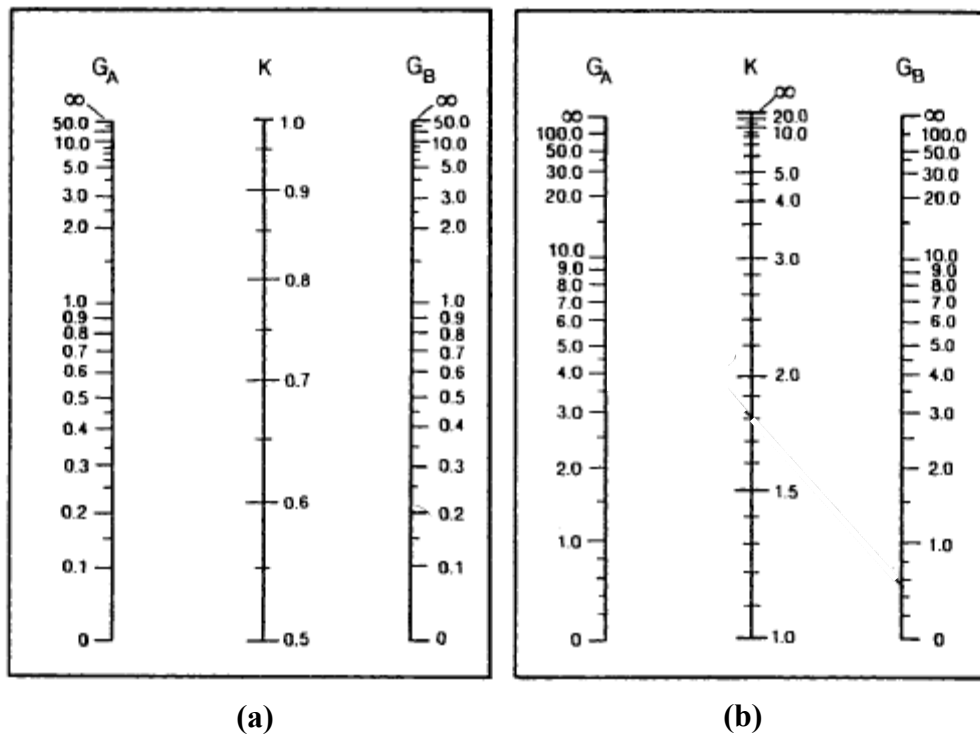 G_A K G_B
∞ ∞
50.0 1.0 50.0
10.0 10.0
5.0 0.9 5.0
3.0 3.0
2.0 2.0
0.8
1.0 1.0
0.9 0.9
0.8 0.8
0.7 0.7
0.6 0.7 0.6
0.5 0.5
0.4 0.4
0.3 0.3
0.6
0.2 0.2
0.1 0.1
0 0.5 0
(a)
G_A K G_B
∞
∞ 20.0 ∞
100.0 10.0 100.0
50.0 50.0
30.0 5.0 30.0
20.0 4.0 20.0
10.0 3.0 10.0
9.0 9.0
8.0 8.0
7.0 7.0
6.0 6.0
5.0 5.0
4.0 2.0 4.0
3.0 3.0
2.0 2.0
1.5
1.0 1.0
0 1.0 0
(b)